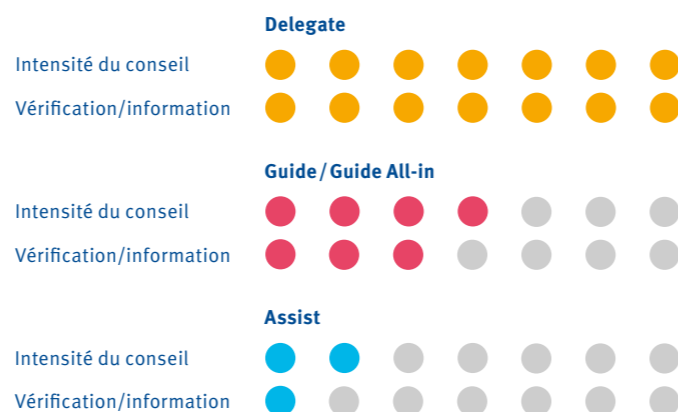 Delegate
Intensité du conseil
Vérification/information
Guide / Guide All-in
Intensité du conseil
Vérification/information
Assist
Intensité du conseil
Vérification/information